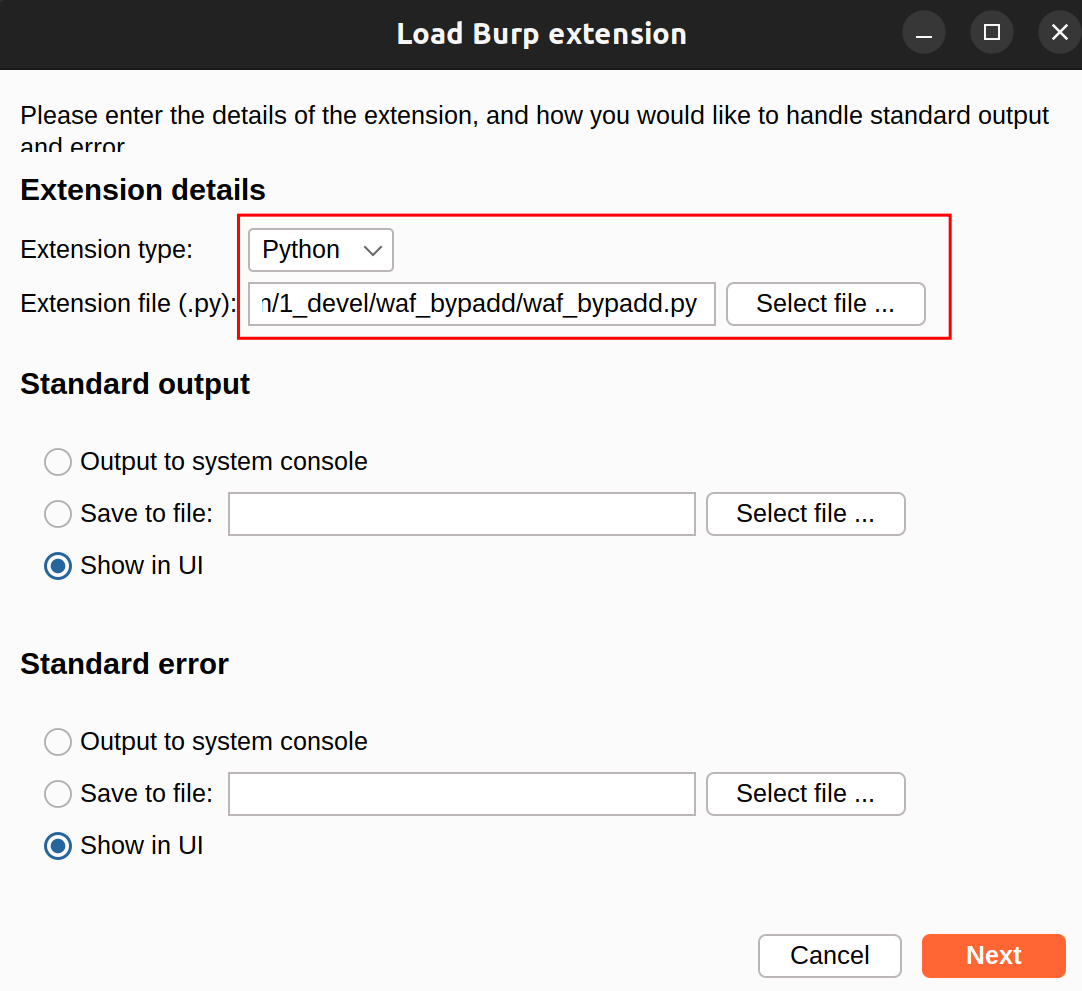 Load Burp extension
Please enter the details of the extension, and how you would like to handle standard output
and error
Extension details
Extension type: Python
Extension file (.py): n/1_devel/waf_bypadd/waf_bypadd.py Select file ...
Standard output
Output to system console
Save to file: Select file ...
Show in UI
Standard error
Output to system console
Save to file: Select file ...
Show in UI
Cancel Next